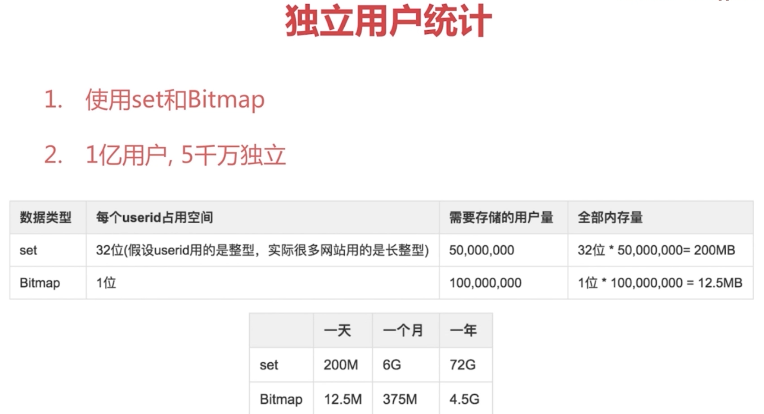 独立用户统计
1. 使用set和Bitmap
2. 1亿用户, 5千万独立
数据类型 每个userid占用空间 需要存储的用户量 全部内存量
set 32位(假设userid用的是整型，实际很多网站用的是长整型) 50,000,000 32位 * 50,000,000= 200MB
Bitmap 1位 100,000,000 1位 * 100,000,000 = 12.5MB
一天 一个月 一年
set 200M 6G 72G
Bitmap 12.5M 375M 4.5G